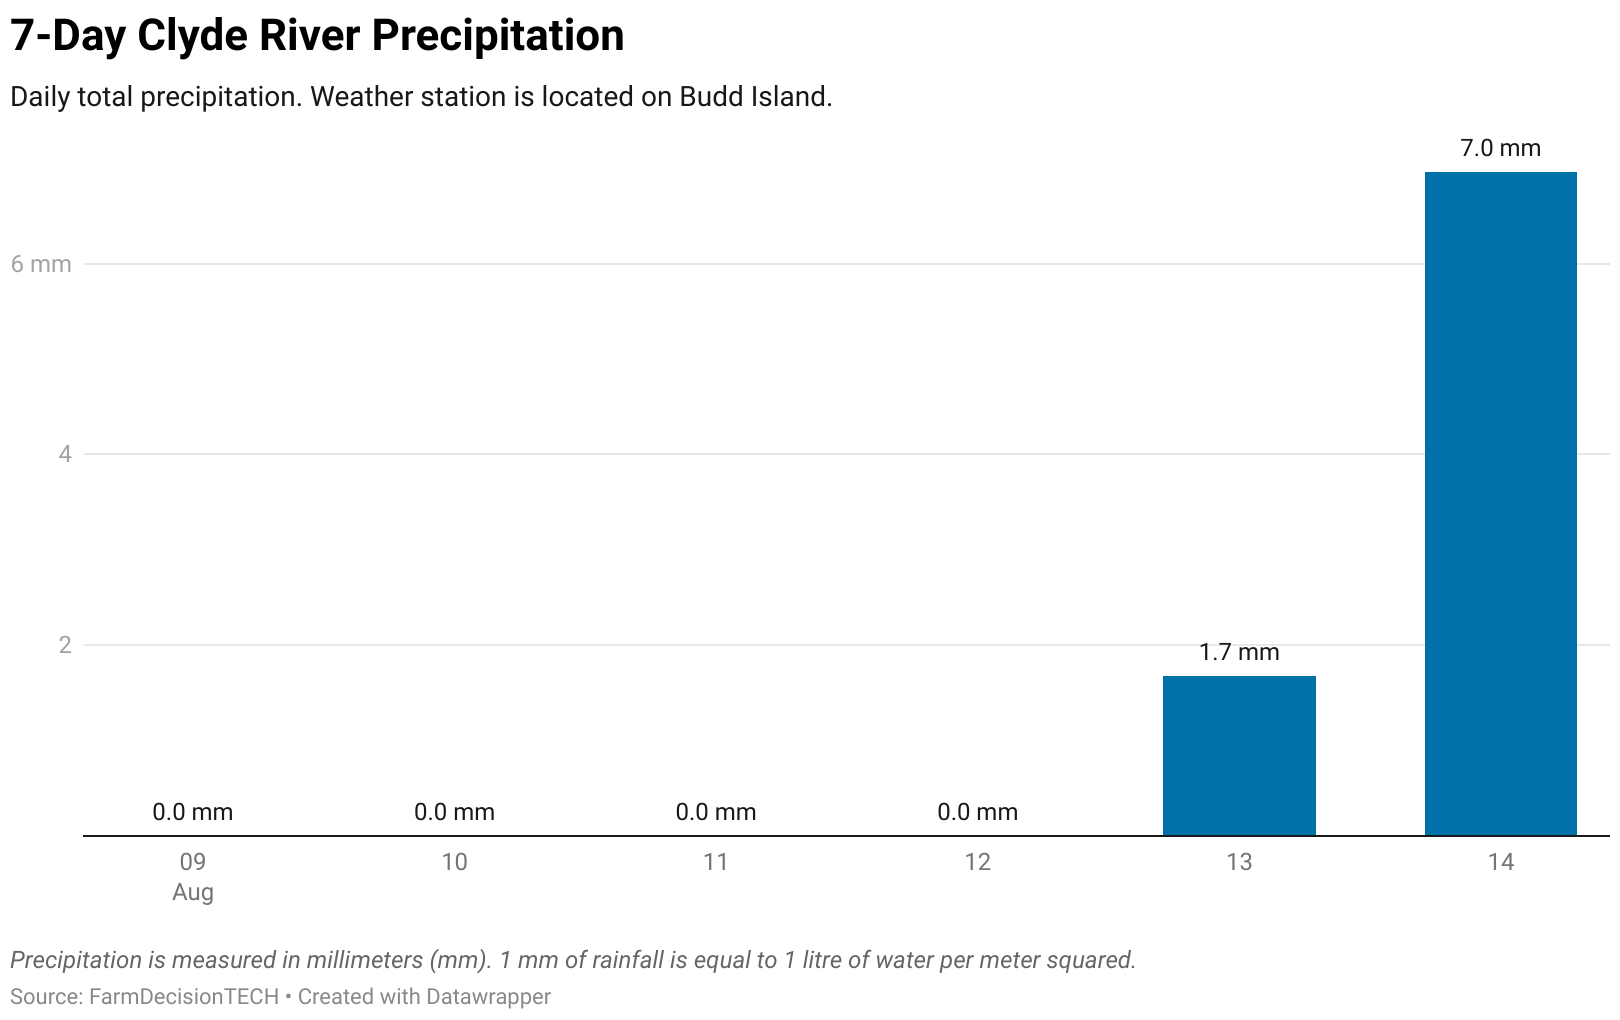 7-Day Clyde River Precipitation
Daily total precipitation. Weather station is located on Budd Island.
7.0 mm
6 mm
4
2
1.7 mm
0.0 mm 0.0 mm 0.0 mm 0.0 mm
09 10 11 12 13 14
Aug
Precipitation is measured in millimeters (mm). 1 mm of rainfall is equal to 1 litre of water per meter squared.
Source: FarmDecisionTECH • Created with Datawrapper